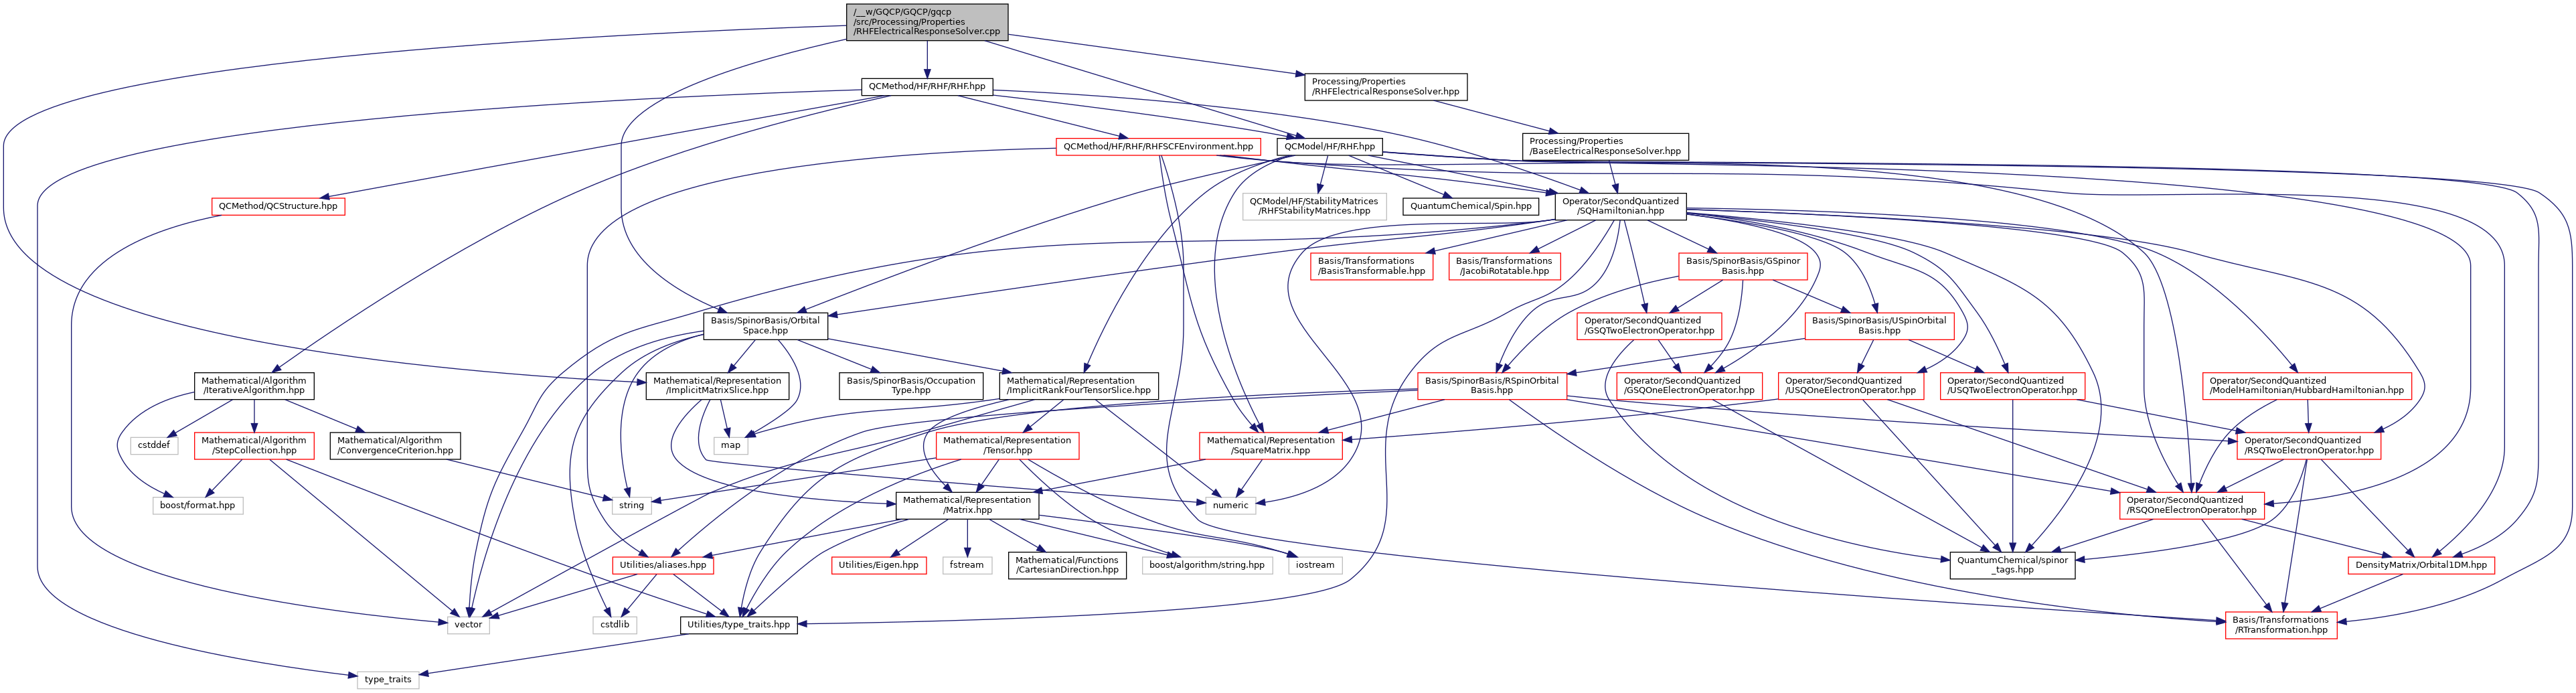 /__w/GQCP/GQCP/gqcp
/src/Processing/Properties
/RHFElectricalResponseSolver.cpp
QCMethod/HF/RHF/RHF.hpp
Processing/Properties
/RHFElectricalResponseSolver.hpp
QCMethod/HF/RHF/RHFSCFEnvironment.hpp
QCModel/HF/RHF.hpp
Processing/Properties
/BaseElectricalResponseSolver.hpp
QCMethod/QCStructure.hpp
QCModel/HF/StabilityMatrices
/RHFStabilityMatrices.hpp
QuantumChemical/Spin.hpp
Operator/SecondQuantized
/SQHamiltonian.hpp
Basis/Transformations
/BasisTransformable.hpp
Basis/Transformations
/JacobiRotatable.hpp
Basis/SpinorBasis/GSpinor
Basis.hpp
Basis/SpinorBasis/Orbital
Space.hpp
Operator/SecondQuantized
/GSQTwoElectronOperator.hpp
Basis/SpinorBasis/USpinOrbital
Basis.hpp
Mathematical/Algorithm
/IterativeAlgorithm.hpp
Mathematical/Representation
/ImplicitMatrixSlice.hpp
Basis/SpinorBasis/Occupation
Type.hpp
Mathematical/Representation
/ImplicitRankFourTensorSlice.hpp
Basis/SpinorBasis/RSpinOrbital
Basis.hpp
Operator/SecondQuantized
/GSQOneElectronOperator.hpp
Operator/SecondQuantized
/USQOneElectronOperator.hpp
Operator/SecondQuantized
/USQTwoElectronOperator.hpp
Operator/SecondQuantized
/ModelHamiltonian/HubbardHamiltonian.hpp
cstddef
Mathematical/Algorithm
/StepCollection.hpp
Mathematical/Algorithm
/ConvergenceCriterion.hpp
map
Mathematical/Representation
/Tensor.hpp
Mathematical/Representation
/SquareMatrix.hpp
Operator/SecondQuantized
/RSQTwoElectronOperator.hpp
boost/format.hpp
string
Mathematical/Representation
/Matrix.hpp
numeric
Operator/SecondQuantized
/RSQOneElectronOperator.hpp
Utilities/aliases.hpp
Utilities/Eigen.hpp
fstream
Mathematical/Functions
/CartesianDirection.hpp
boost/algorithm/string.hpp
iostream
QuantumChemical/spinor
_tags.hpp
DensityMatrix/Orbital1DM.hpp
vector
cstdlib
Utilities/type_traits.hpp
Basis/Transformations
/RTransformation.hpp
type_traits